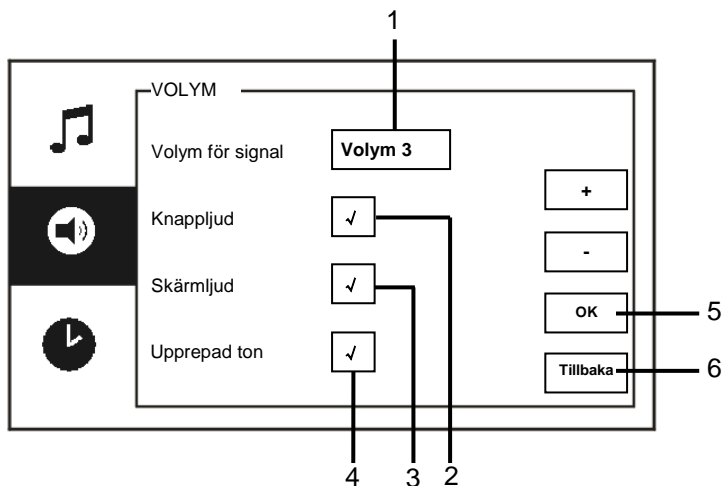 1
VOLYM
Volym för signal
Volym 3
+
Knappljud
√
-
Skärmljud
√
OK
5
Upprepad ton
√
Tillbaka
6
4
3
2